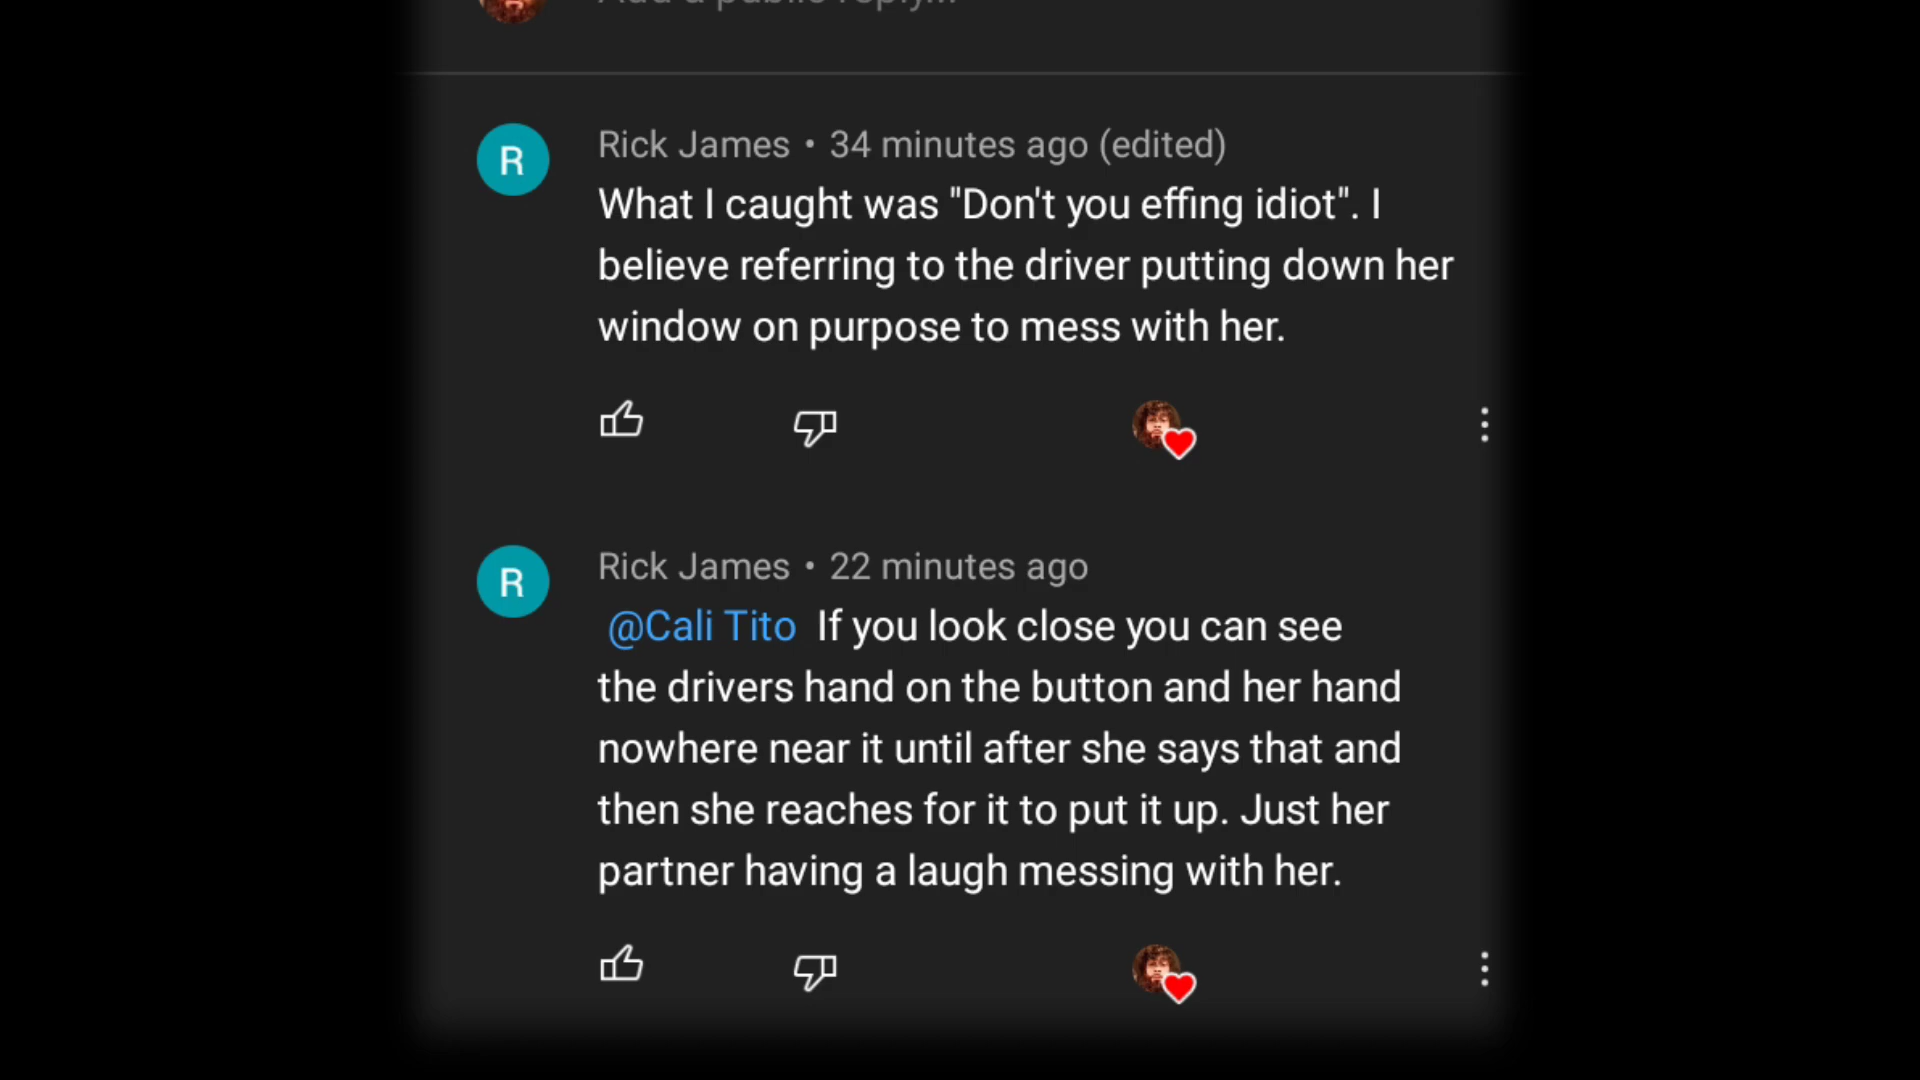 Add a public reply...
Rick James • 34 minutes ago (edited)
What I caught was "Don't you effing idiot". I
believe referring to the driver putting down her
window on purpose to mess with her.
R
Rick James • 22 minutes ago
@Cali Tito If you look close you can see
the drivers hand on the button and her hand
nowhere near it until after she says that and
then she reaches for it to put it up. Just her
partner having a laugh messing with her.
R